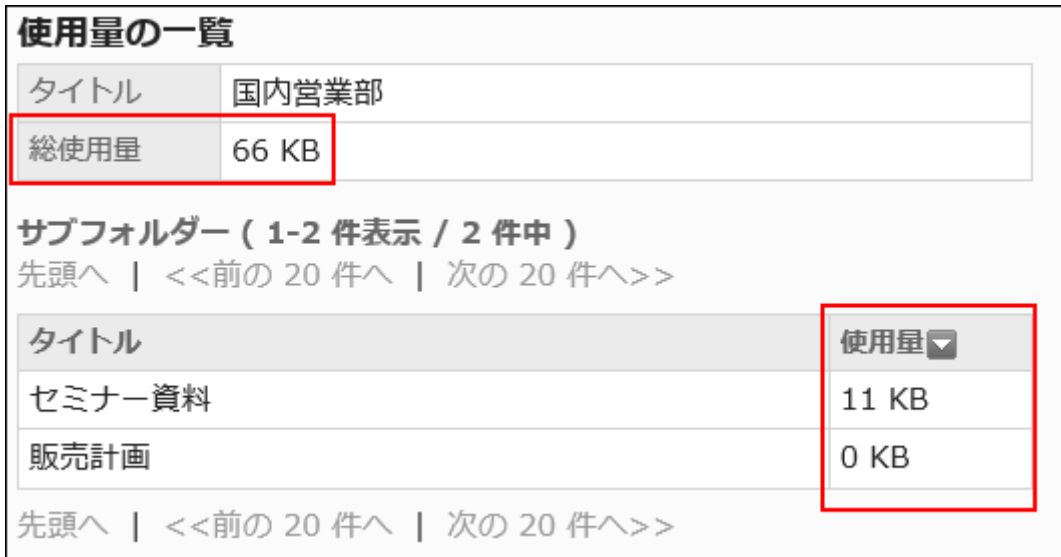 使用量の一覧
タイトル 国内営業部
総使用量 66 KB
サブフォルダー ( 1-2 件表示 / 2 件中 )
先頭へ | <<前の 20 件へ | 次の 20 件へ>>
タイトル 使用量
セミナー資料 11 KB
販売計画 0 KB
先頭へ | <<前の 20 件へ | 次の 20 件へ>>